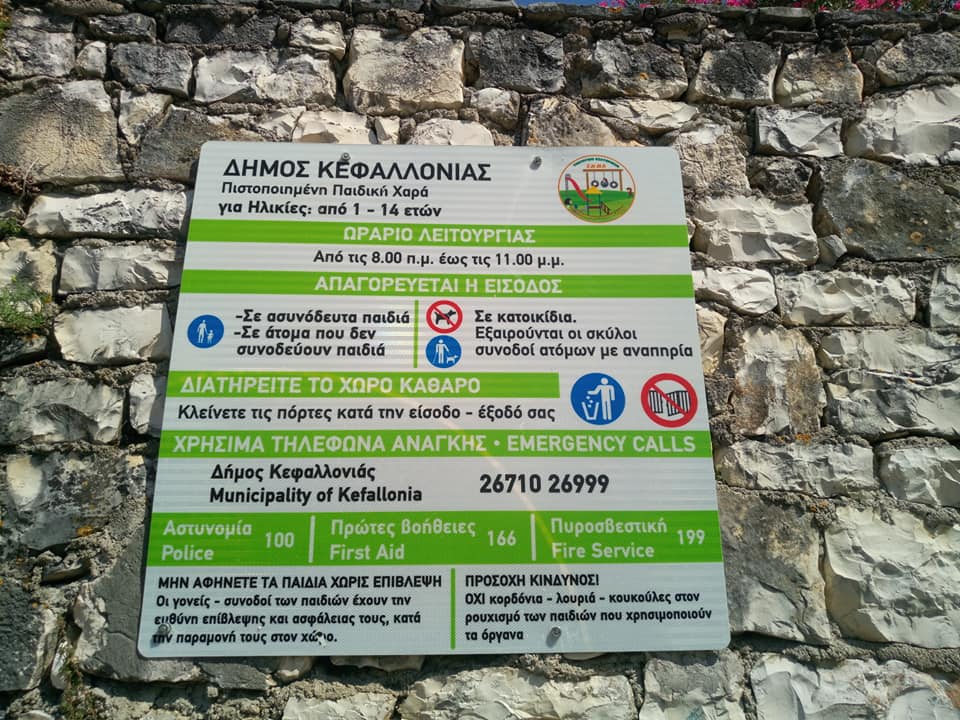 ΔΗΜΟΣ ΚΕΦΑΛΛΟΝΙΑΣ
Πιστοποιημένη Παιδική Χαρά
για Ηλικίες: από 1 - 14 ετών
ΩΡΑΡΙΟ ΛΕΙΤΟΥΡΓΙΑΣ
Από τις 8.00 π.μ. έως τις 11.00 μ.μ.
ΑΠΑΓΟΡΕΥΕΤΑΙ Η ΕΙΣΟΔΟΣ
-Σε ασυνόδευτα παιδιά
-Σε άτομα που δεν
συνοδεύουν παιδιά
Σε κατοικίδια.
Εξαιρούνται οι σκύλοι
συνοδοί ατόμων με αναπηρία
ΔΙΑΤΗΡΕΙΤΕ ΤΟ ΧΩΡΟ ΚΑΘΑΡΟ
Κλείνετε τις πόρτες κατά την είσοδο - έξοδό σας
ΧΡΗΣΙΜΑ ΤΗΛΕΦΩΝΑ ΑΝΑΓΚΗΣ • EMERGENCY CALLS
Δήμος Κεφαλλονιάς
Municipality of Kefallonia
26710 26999
Αστυνομία
Police
100
Πρώτες βοήθειες
First Aid
166
Πυροσβεστική
Fire Service
199
ΜΗΝ ΑΦΗΝΕΤΕ ΤΑ ΠΑΙΔΙΑ ΧΩΡΙΣ ΕΠΙΒΛΕΨΗ
Οι γονείς - συνοδοί των παιδιών έχουν την
ευθύνη επίβλεψης και ασφάλειας τους, κατά
την παραμονή τους στον χώρο.
ΠΡΟΣΟΧΗ ΚΙΝΔΥΝΟΣ!
ΟΧΙ κορδόνια - λουριά - κουκούλες στον
ρουχισμό των παιδιών που χρησιμοποιούν
τα όργανα